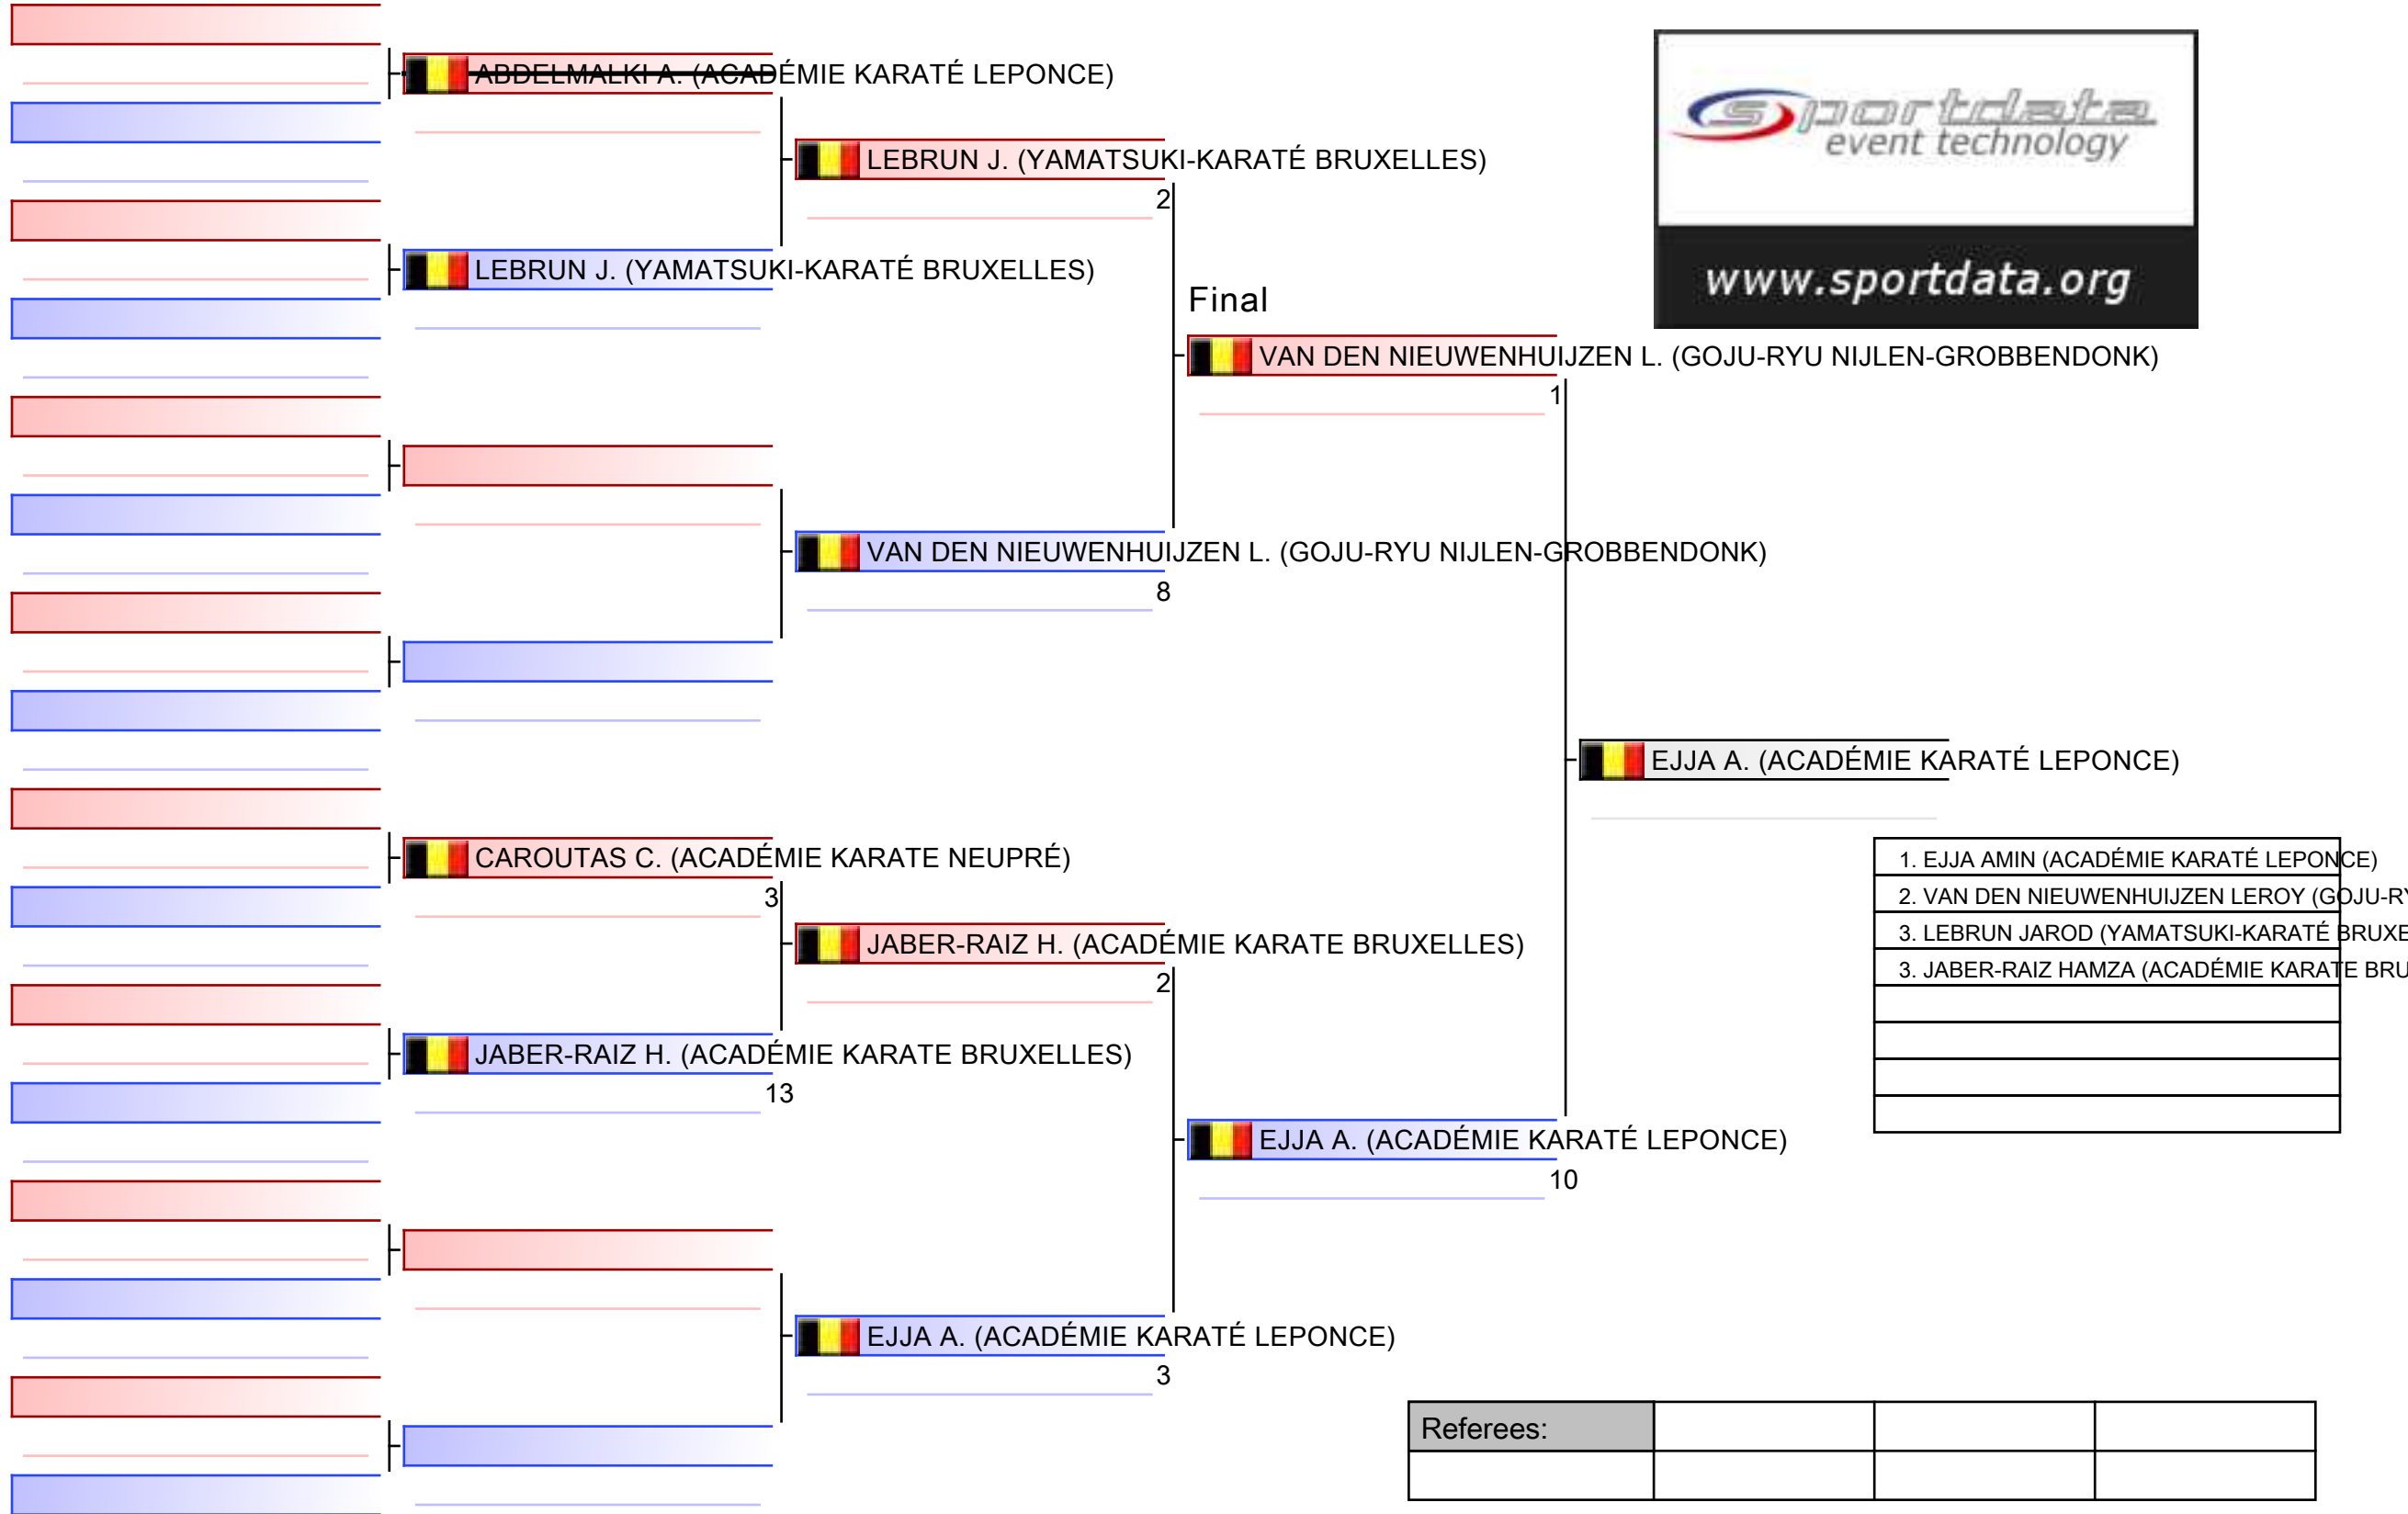 ABDELMALKI A. (ACADÉMIE KARATÉ LEPONCE)
sportdata
event technology
www.sportdata.org
LEBRUN J. (YAMATSUKI-KARATÉ BRUXELLES)
2
LEBRUN J. (YAMATSUKI-KARATÉ BRUXELLES)
Final
VAN DEN NIEUWENHUIJZEN L. (GOJU-RYU NIJLEN-GROBBENDONK)
1
VAN DEN NIEUWENHUIJZEN L. (GOJU-RYU NIJLEN-GROBBENDONK)
8
EJJA A. (ACADÉMIE KARATÉ LEPONCE)
CAROUTAS C. (ACADÉMIE KARATE NEUPRÉ)
3
1. EJJA AMIN (ACADÉMIE KARATÉ LEPONCE)
2. VAN DEN NIEUWENHUIJZEN LEROY (GOJU-RY
3. LEBRUN JAROD (YAMATSUKI-KARATÉ BRUXE
3. JABER-RAIZ HAMZA (ACADÉMIE KARATE BRU
JABER-RAIZ H. (ACADÉMIE KARATE BRUXELLES)
2
JABER-RAIZ H. (ACADÉMIE KARATE BRUXELLES)
13
EJJA A. (ACADÉMIE KARATÉ LEPONCE)
10
EJJA A. (ACADÉMIE KARATÉ LEPONCE)
3
Referees: